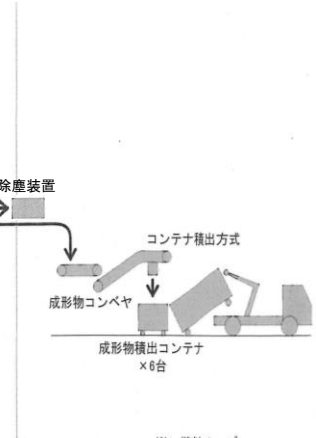 除塵装置
コンテナ積出方式
成形物コンベヤ
成形物積出コンテナ
×6台